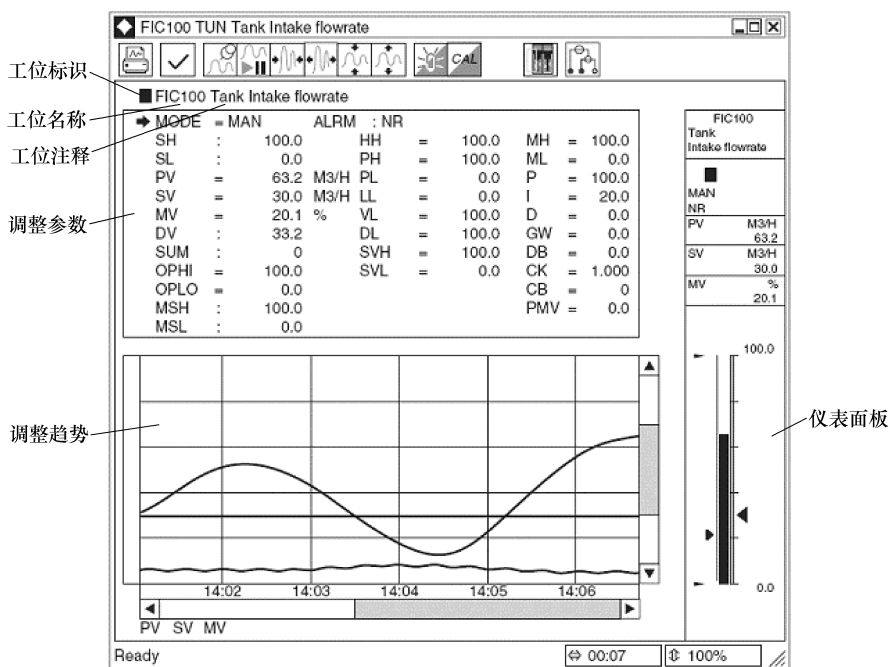 FIC100 TUN Tank Intake flowrate
CAL
工位标识
FIC100 Tank Intake flowrate
工位名称
工位注释
调整参数
MODE = MAN ALRM : NR
SH : 100.0 HH = 100.0 MH = 100.0
SL : 0.0 PH = 100.0 ML = 0.0
PV = 63.2 M3/H PL = 0.0 P = 100.0
SV = 30.0 M3/H LL = 0.0 I = 20.0
MV = 20.1 % VL = 100.0 D = 0.0
DV : 33.2 DL = 100.0 GW = 0.0
SUM : 0 SVH = 100.0 DB = 0.0
OPHI = 100.0 SVL = 0.0 CK = 1.000
OPLO = 0.0 CB = 0
MSH : 100.0 PMV = 0.0
MSL : 0.0
FIC100
Tank
Intake flowrate
MAN
NR
PV M3/H
63.2
SV M3/H
30.0
MV %
20.1
100.0
0.0
仪表面板
调整趋势
14:02 14:03 14:04 14:05 14:06
PV SV MV
Ready 00:07 100%